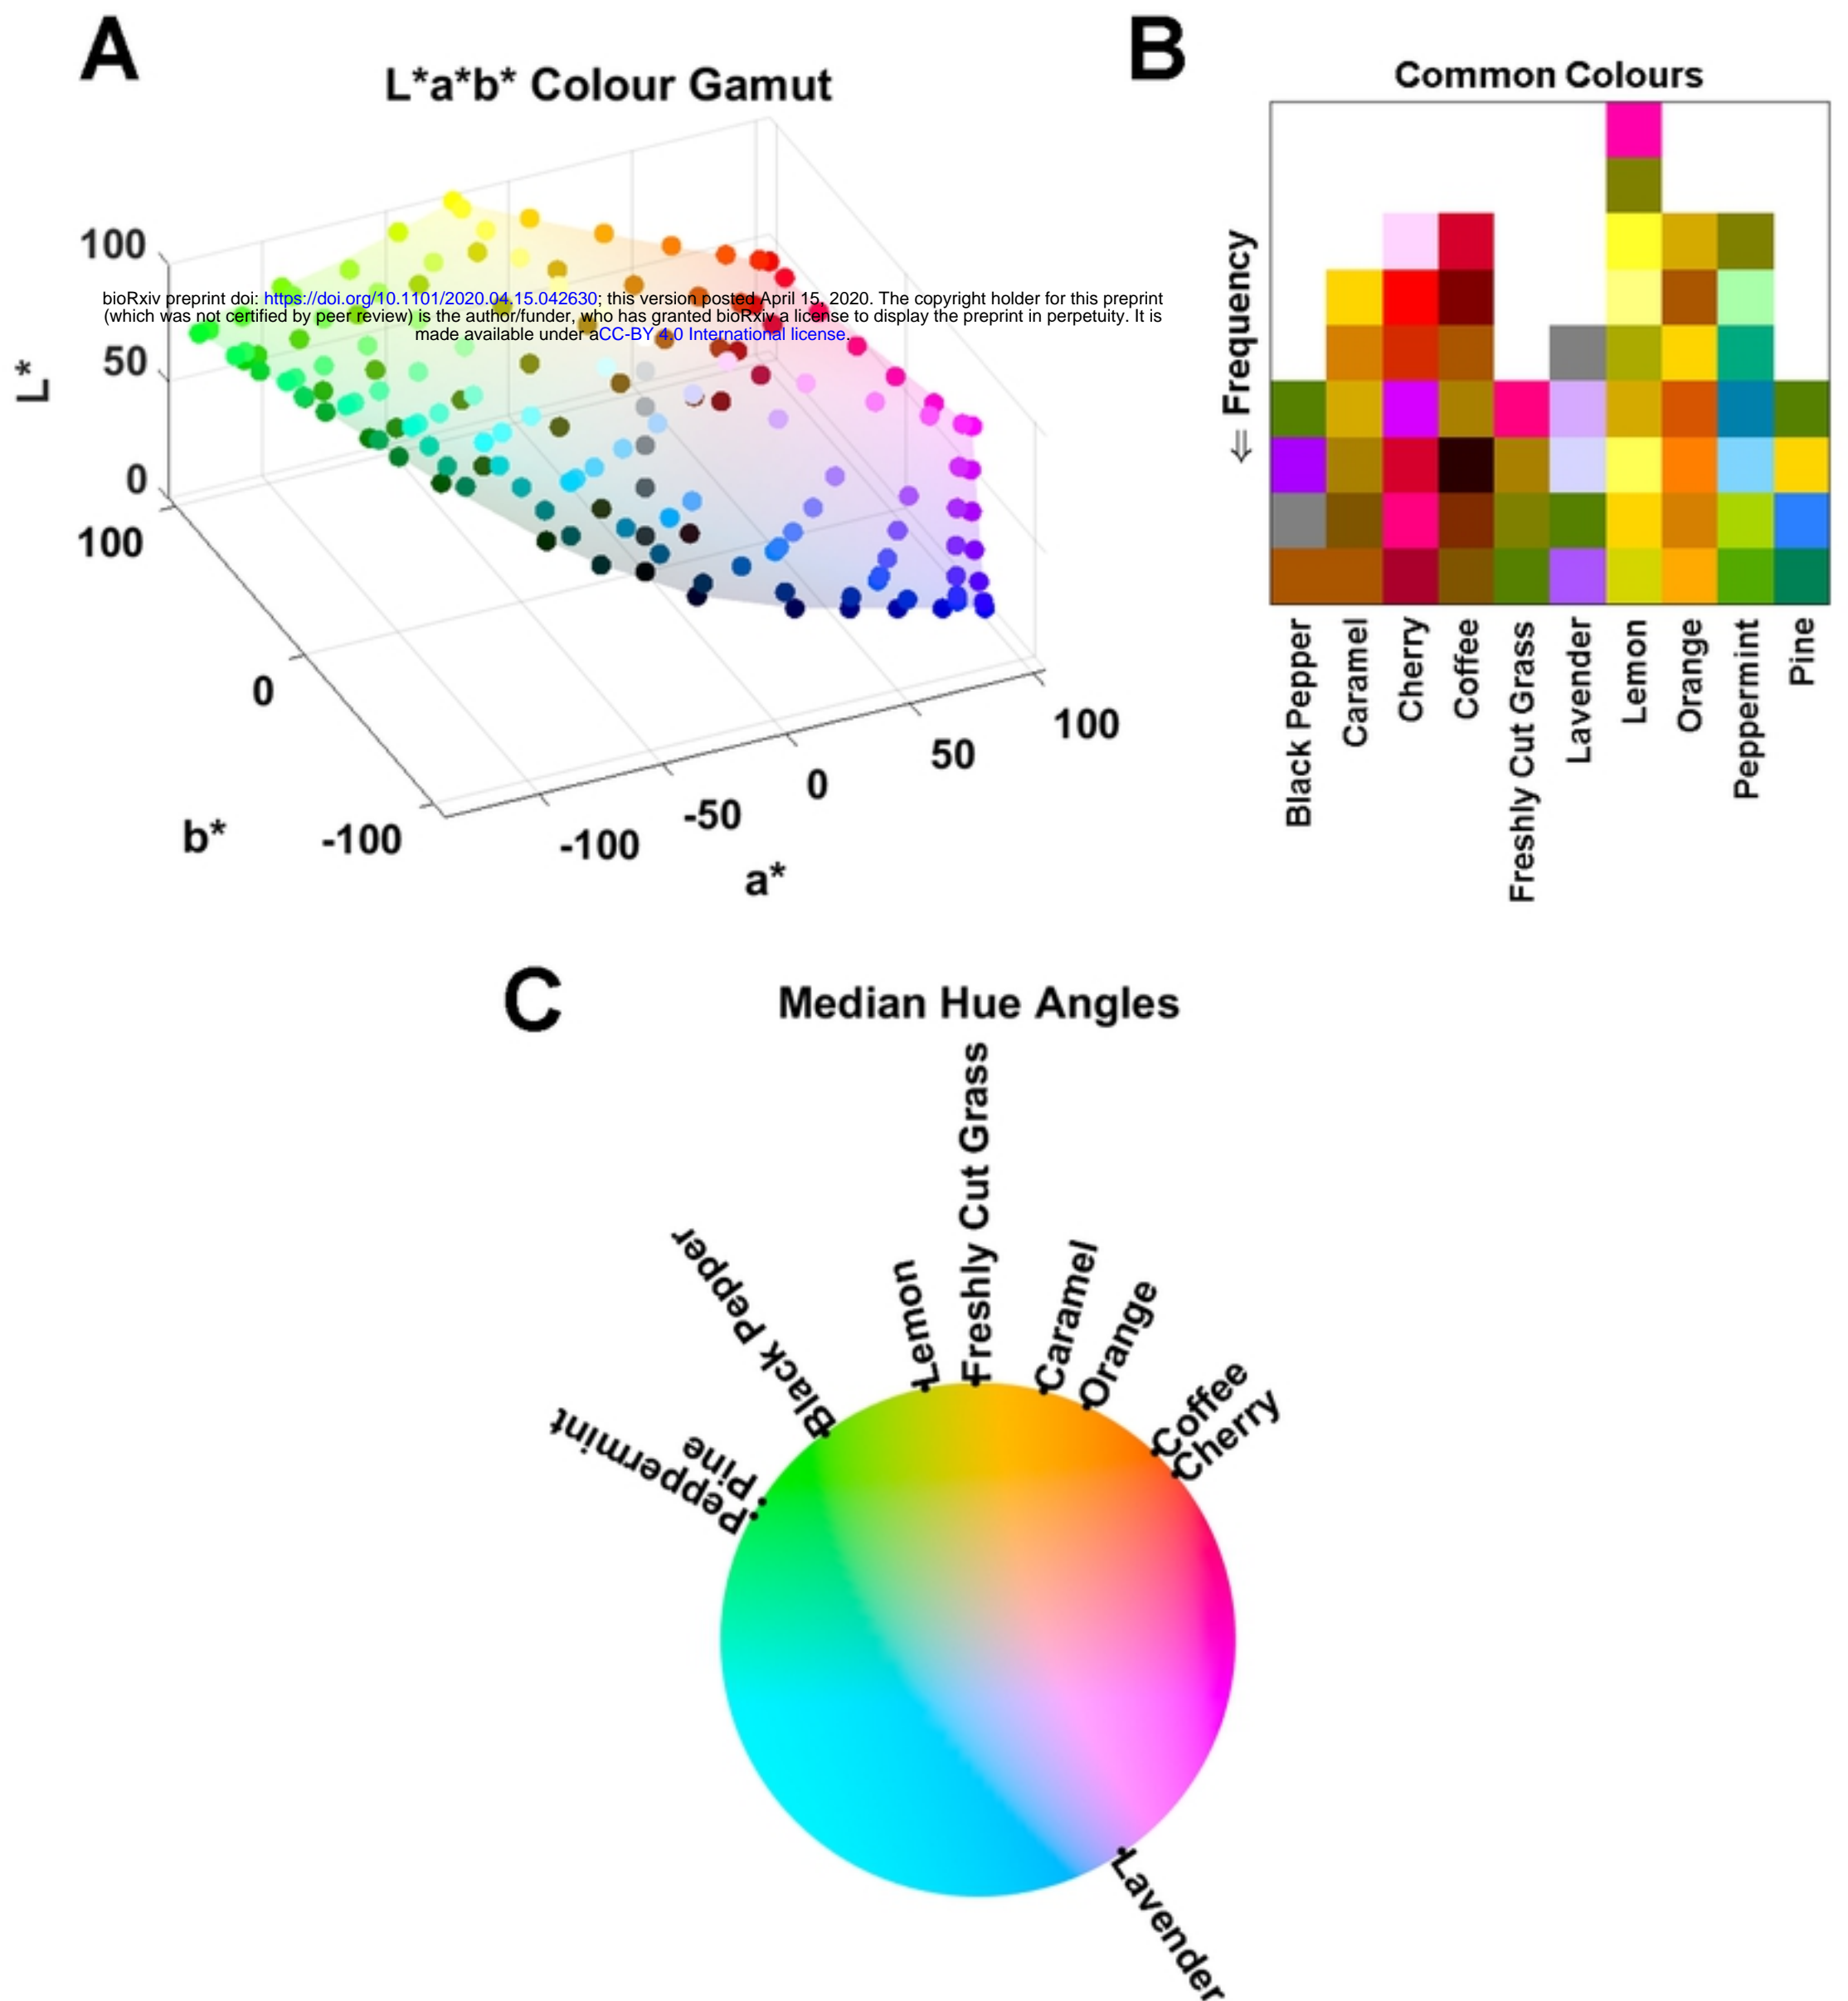 A
L*a*b* Colour Gamut
bioRxiv preprint doi: https://doi.org/10.1101/2020.04.15.042630; this version posted April 15, 2020. The copyright holder for this preprint
(which was not certified by peer review) is the author/funder, who has granted bioRxiv a license to display the preprint in perpetuity. It is
made available under aCC-BY 4.0 International license.
L*
100
50
0
100
0
-100
b*
-100
-50
0
50
100
a*
B
Common Colours
⇐ Frequency
Black Pepper
Caramel
Cherry
Coffee
Freshly Cut Grass
Lavender
Lemon
Orange
Peppermint
Pine
C
Median Hue Angles
Peppermint
Pine
Black Pepper
Lemon
Freshly Cut Grass
Caramel
Orange
Coffee
Cherry
Lavender